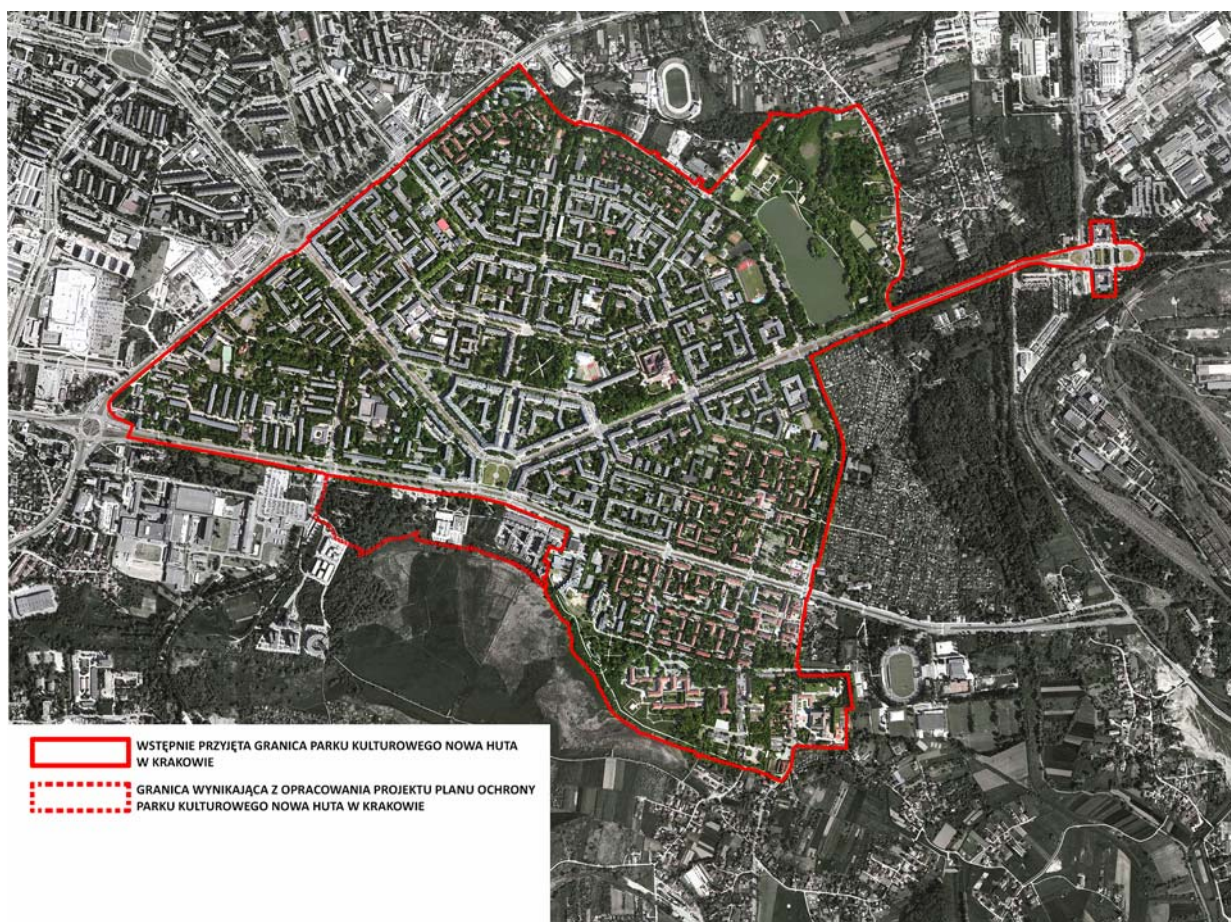 WSTĘPNIE PRZYJĘTA GRANICA PARKU KULTUROWEGO NOWA HUTA
W KRAKOWIE
GRANICA WYNIKAJĄCA Z OPRACOWANIA PROJEKTU PLANU OCHRONY
PARKU KULTUROWEGO NOWA HUTA W KRAKOWIE